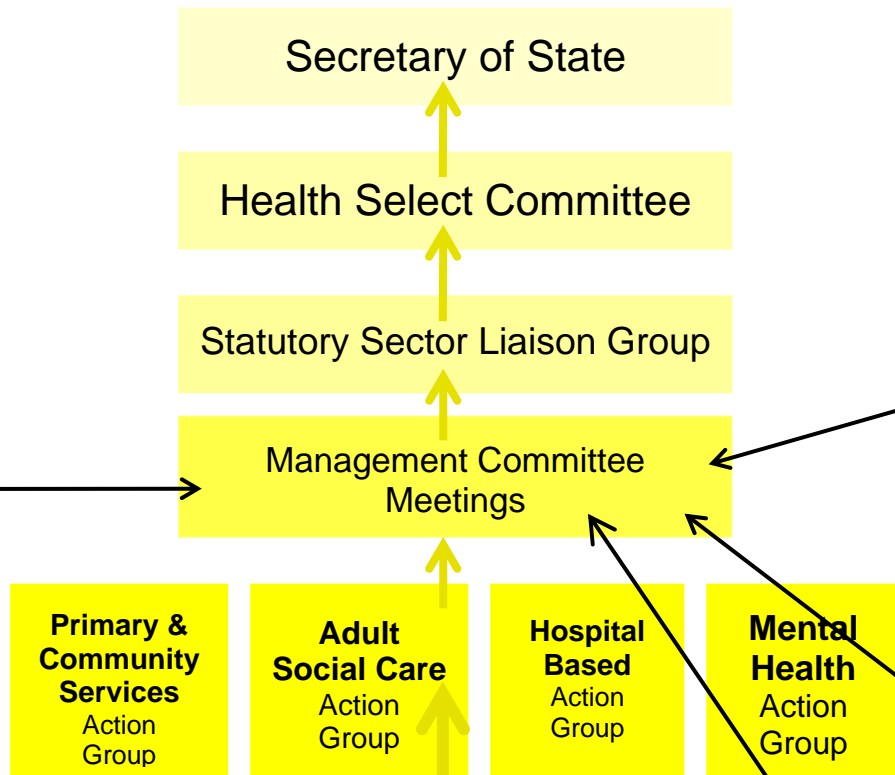 Secretary of State
Health Select Committee
Statutory Sector Liaison Group
Management Committee
Meetings
Primary &
Community
Services
Action
Group
Adult
Social Care
Action
Group
Hospital
Based
Action
Group
Mental
Health
Action
Group